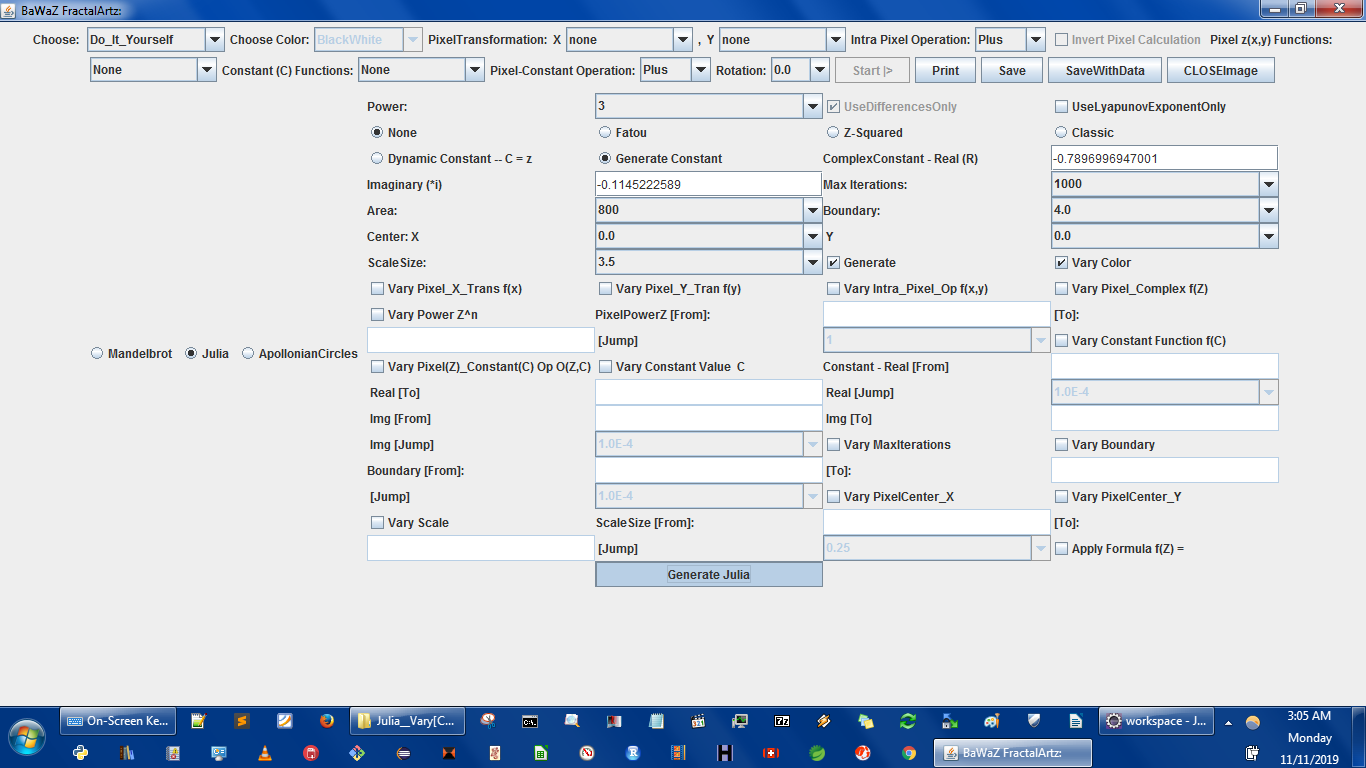 BaWaZ FractalArtz:
Choose: Do_It_Yourself Choose Color: BlackWhite PixelTransformation: X none , Y none Intra Pixel Operation: Plus Invert Pixel Calculation Pixel z(x,y) Functions:
None Constant (C) Functions: None Pixel-Constant Operation: Plus Rotation: 0.0 Start |> Print Save SaveWithData CLOSEImage
Power: 3 UseDifferencesOnly UseLyapunovExponentOnly
None Fatou Z-Squared Classic
Dynamic Constant -- C = z Generate Constant ComplexConstant - Real (R) -0.7896996947001
Imaginary (*i) -0.1145222589 Max Iterations: 1000
Area: 800 Boundary: 4.0
Center: X 0.0 Y 0.0
ScaleSize: 3.5 Generate Vary Color
Vary Pixel_X_Trans f(x) Vary Pixel_Y_Tran f(y) Vary Intra_Pixel_Op f(x,y) Vary Pixel_Complex f(Z)
Vary Power Z^n PixelPowerZ [From]: [To]:
[Jump] 1 Vary Constant Function f(C)
Mandelbrot Julia ApollonianCircles
Vary Pixel(Z)_Constant(C) Op O(Z,C) Vary Constant Value C Constant - Real [From]
Real [To] Real [Jump] 1.0E-4
Img [From] Img [To]
Img [Jump] 1.0E-4 Vary MaxIterations Vary Boundary
Boundary [From]: [To]:
[Jump] 1.0E-4 Vary PixelCenter_X Vary PixelCenter_Y
Vary Scale ScaleSize [From]: [To]:
[Jump] 0.25 Apply Formula f(Z) =
Generate Julia
On-Screen Ke... Julia__Vary[C... workspace - J... 3:05 AM
Monday
BaWaZ FractalArtz: 11/11/2019